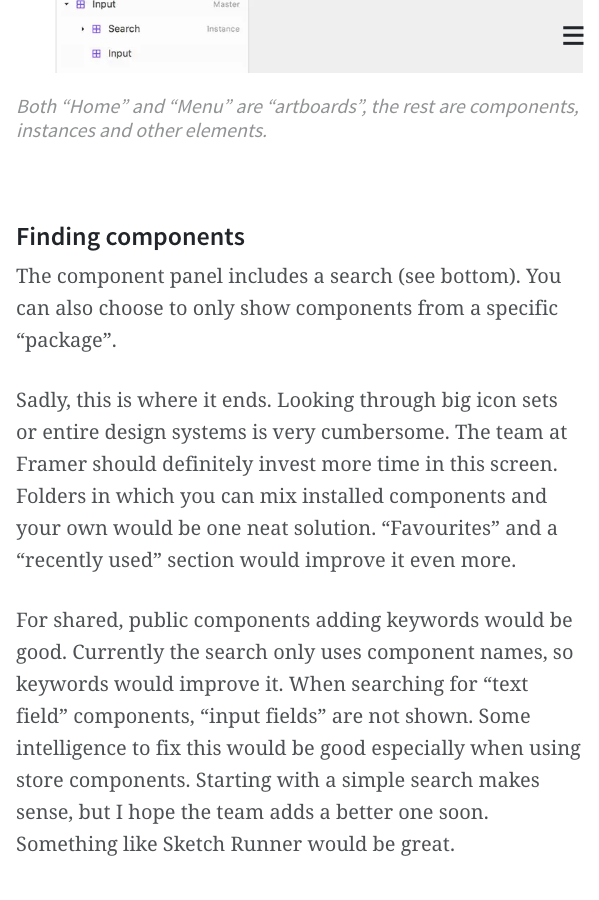 Input Master
Search Instance
Input
Both “Home” and “Menu” are “artboards”, the rest are components,
instances and other elements.
Finding components
The component panel includes a search (see bottom). You
can also choose to only show components from a specific
“package”.
Sadly, this is where it ends. Looking through big icon sets
or entire design systems is very cumbersome. The team at
Framer should definitely invest more time in this screen.
Folders in which you can mix installed components and
your own would be one neat solution. “Favourites” and a
“recently used” section would improve it even more.
For shared, public components adding keywords would be
good. Currently the search only uses component names, so
keywords would improve it. When searching for “text
field” components, “input fields” are not shown. Some
intelligence to fix this would be good especially when using
store components. Starting with a simple search makes
sense, but I hope the team adds a better one soon.
Something like Sketch Runner would be great.